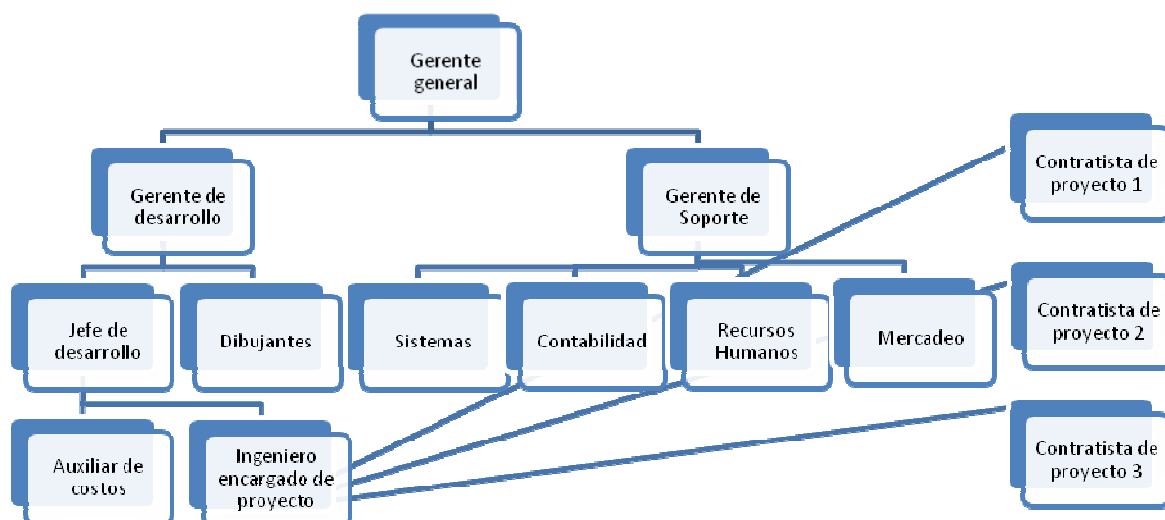 Gerente
general
Gerente de
desarrollo
Gerente de
Soporte
Contratista de
proyecto 1
Jefe de
desarrollo
Dibujantes
Sistemas
Contabilidad
Recursos
Humanos
Mercadeo
Contratista de
proyecto 2
Auxiliar de
costos
Ingeniero
encargado de
proyecto
Contratista de
proyecto 3